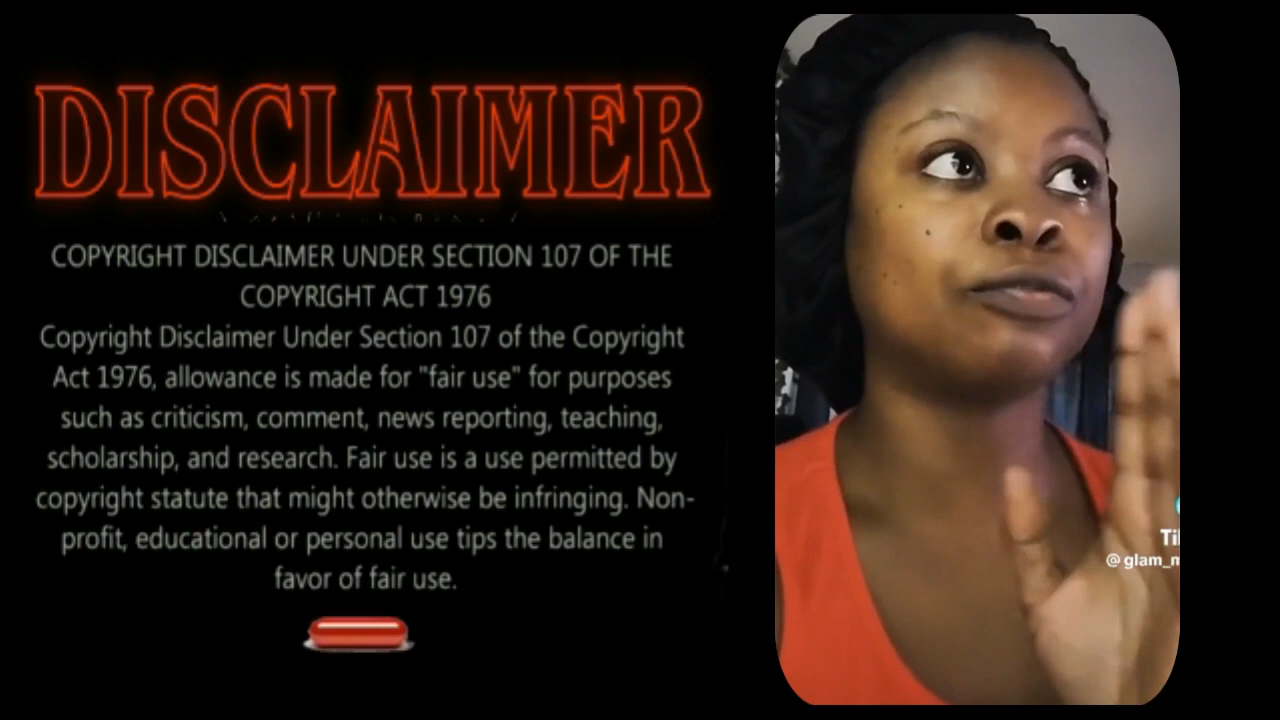 DISCLAIMER
COPYRIGHT DISCLAIMER UNDER SECTION 107 OF THE
COPYRIGHT ACT 1976
Copyright Disclaimer Under Section 107 of the Copyright
Act 1976, allowance is made for "fair use" for purposes
such as criticism, comment, news reporting, teaching,
scholarship, and research. Fair use is a use permitted by
copyright statute that might otherwise be infringing. Non-
profit, educational or personal use tips the balance in
favor of fair use.
Ti
@glam_m